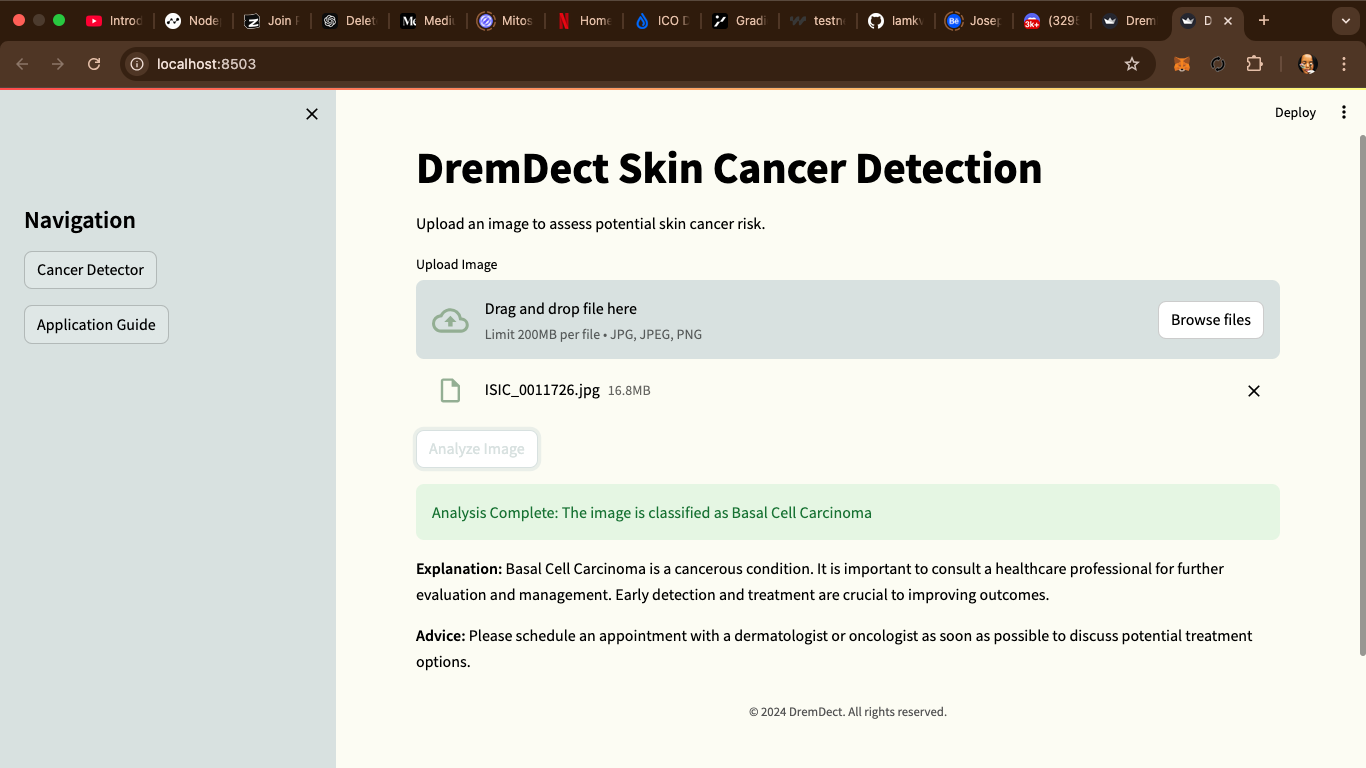 Introd
Node
Join F
Delet
Medi
Mitos
Home
ICO D
Gradi
testne
Iamkv
Josep
(329
Drem
D
localhost:8503
Deploy
Navigation
Cancer Detector
Application Guide
DremDect Skin Cancer Detection
Upload an image to assess potential skin cancer risk.
Upload Image
Drag and drop file here
Limit 200MB per file • JPG, JPEG, PNG
Browse files
ISIC_0011726.jpg 16.8MB
Analyze Image
Analysis Complete: The image is classified as Basal Cell Carcinoma
Explanation: Basal Cell Carcinoma is a cancerous condition. It is important to consult a healthcare professional for further
evaluation and management. Early detection and treatment are crucial to improving outcomes.
Advice: Please schedule an appointment with a dermatologist or oncologist as soon as possible to discuss potential treatment
options.
© 2024 DremDect. All rights reserved.